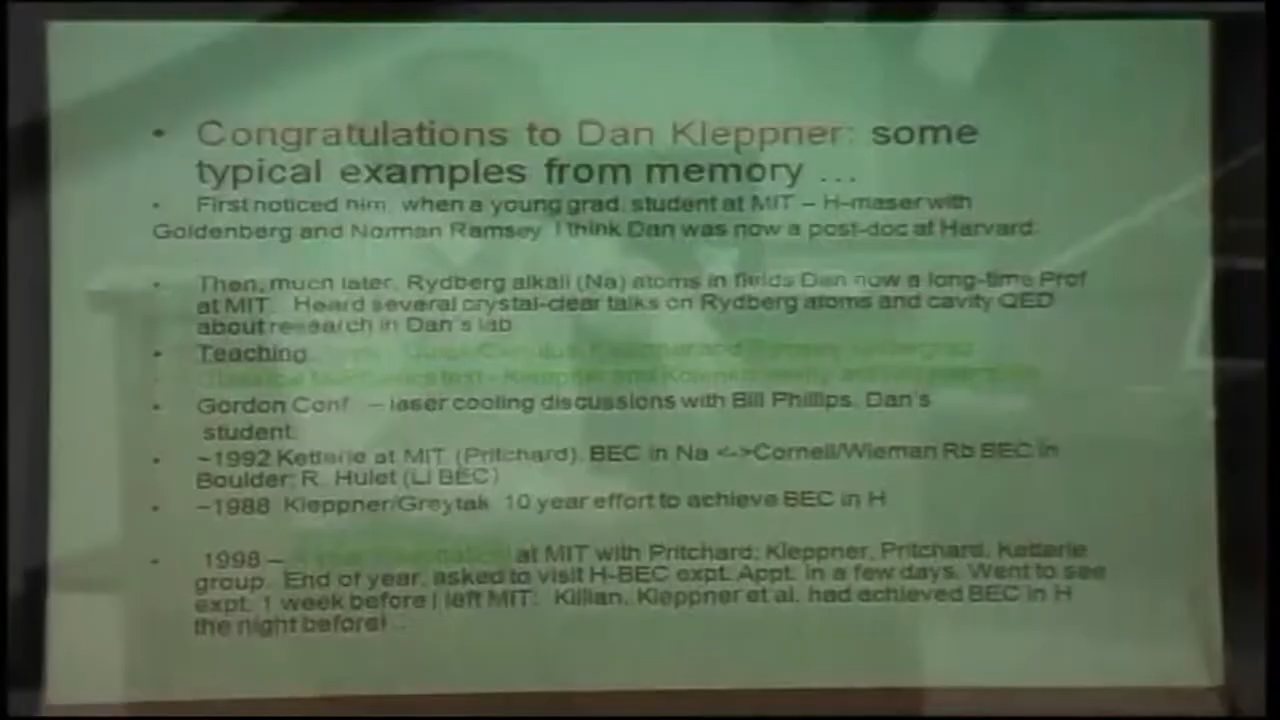 • Congratulations to Dan Kleppner: some
typical examples from memory ...
• First noticed him, when a young grad. student at MIT – H-maser with
Goldenberg and Norman Ramsey. I think Dan was now a post-doc at Harvard.
• Then, much later, Rydberg alkali (Na) atoms in fields Dan now a long-time Prof
at MIT. Heard several crystal-clear talks on Rydberg atoms and cavity QED
about research in Dan's lab
• Teaching
• Gordon Conf. – laser cooling discussions with Bill Phillips, Dan's
student.
• ~1992 Ketterle at MIT (Pritchard), BEC in Na <->Cornell/Wieman Rb BEC in
Boulder; R. Hulet (Li BEC)
• ~1988 Kleppner/Greytak 10 year effort to achieve BEC in H
• 1998 – at MIT with Pritchard; Kleppner, Pritchard, Ketterle
group. End of year, asked to visit H-BEC expt. Appt. in a few days. Went to see
expt. 1 week before I left MIT: Killian, Kleppner et al. had achieved BEC in H
the night before! ..